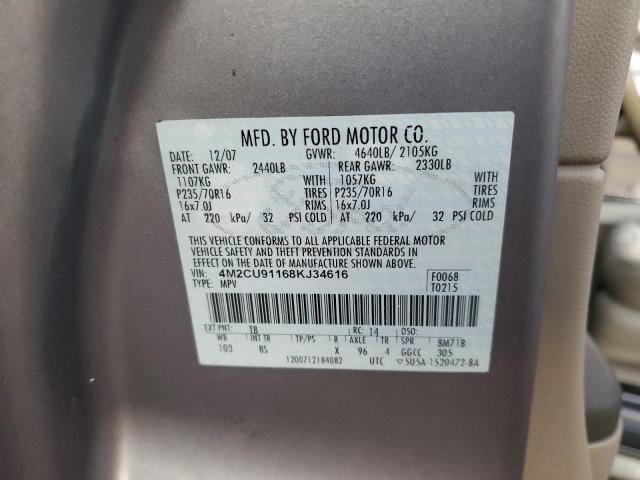 MFD. BY FORD MOTOR CO.
DATE: 12/07 GVWR: 4640LB/ 2105KG
FRONT GAWR: 2440LB REAR GAWR: 2330LB
1107KG WITH 1057KG WITH
P235/70R16 TIRES P235/70R16 TIRES
16x7.0J RIMS 16x7.0J RIMS
AT 220 kPa/ 32 PSI COLD AT 220 kPa/ 32 PSI COLD
THIS VEHICLE CONFORMS TO ALL APPLICABLE FEDERAL MOTOR
VEHICLE SAFETY AND THEFT PREVENTION STANDARDS IN
EFFECT ON THE DATE OF MANUFACTURE SHOWN ABOVE.
VIN: 4M2CU91168KJ34616 F0068
TYPE: MPV T0215
EXT PNT: TB RC: 14 DSO:
WB INT TR TP/PS R AXLE TR SPR 8M71B
103 8S X 96 4 GGCC 305
1200712184082 UTC 5U5A-1520472-BA